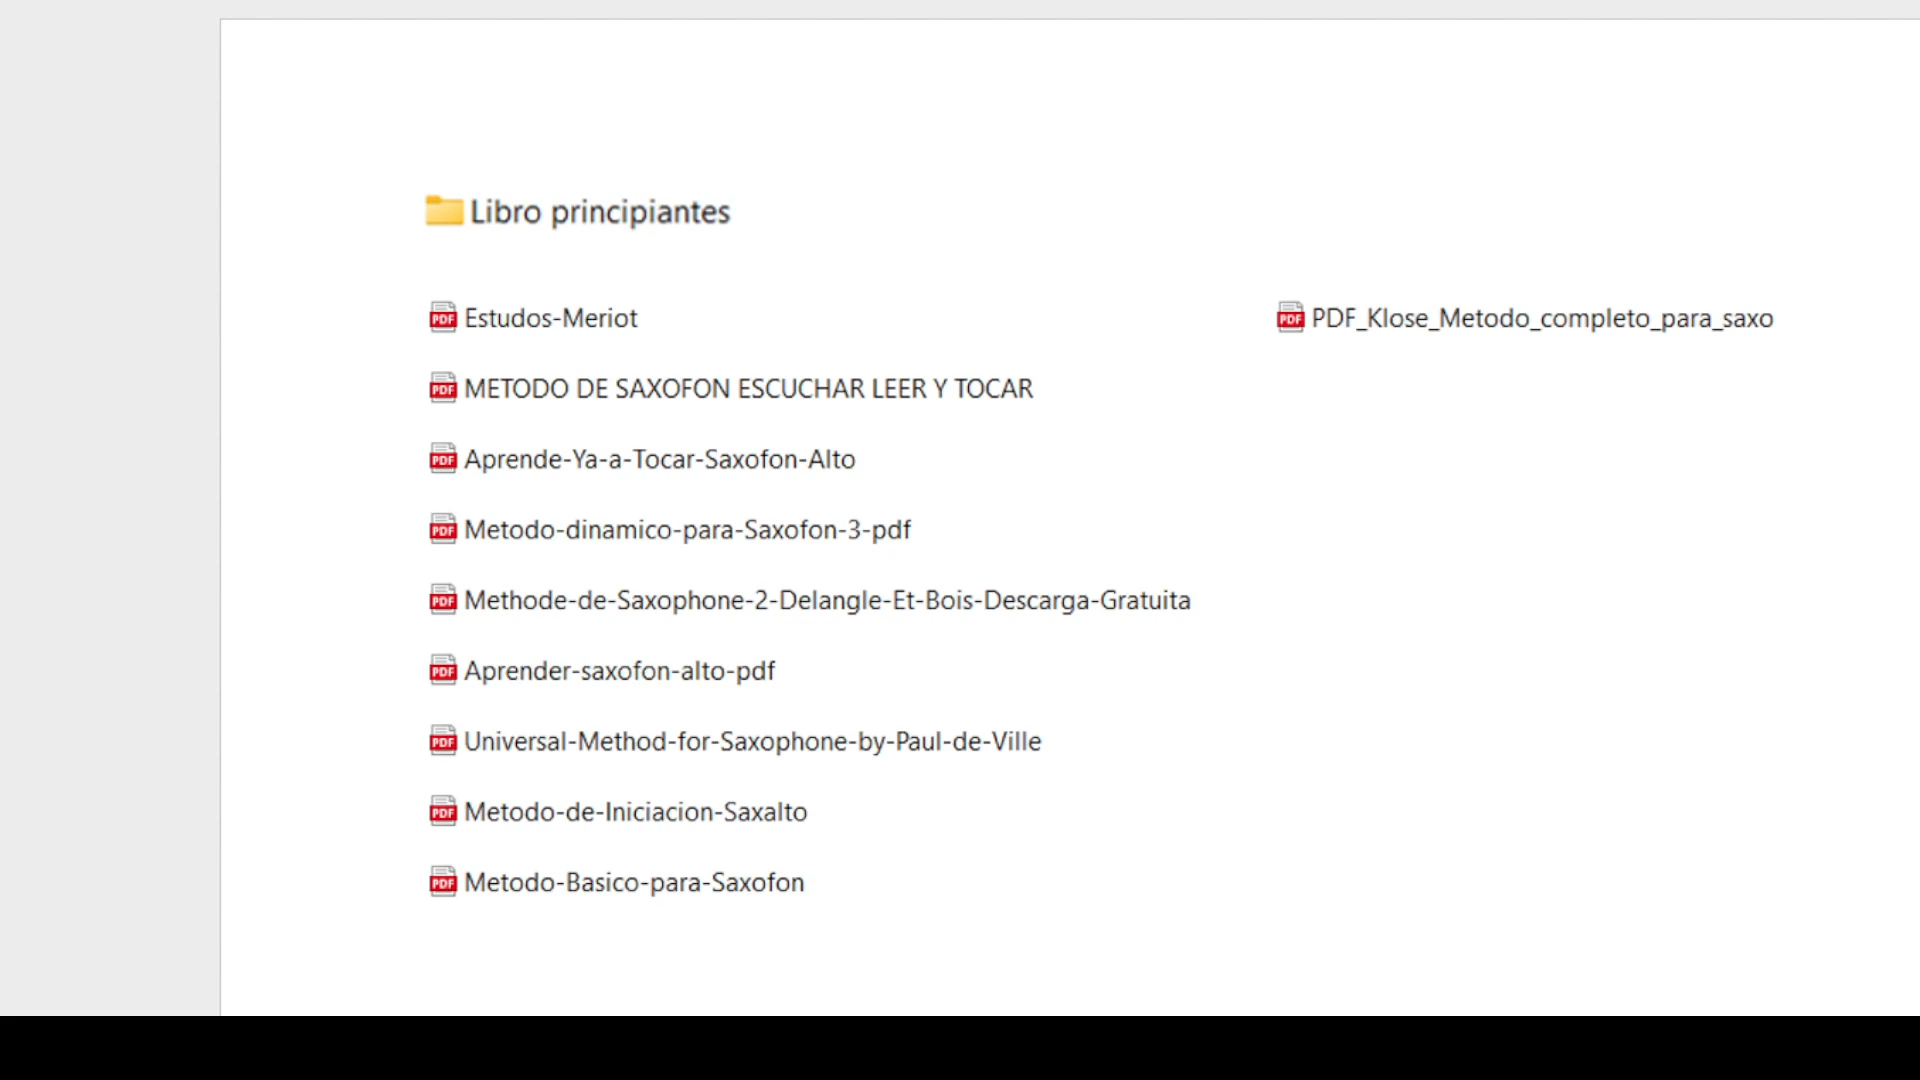 Libro principiantes
Estudos-Meriot
METODO DE SAXOFON ESCUCHAR LEER Y TOCAR
Aprende-Ya-a-Tocar-Saxofon-Alto
Metodo-dinamico-para-Saxofon-3-pdf
Methode-de-Saxophone-2-Delangle-Et-Bois-Descarga-Gratuita
Aprender-saxofon-alto-pdf
Universal-Method-for-Saxophone-by-Paul-de-Ville
Metodo-de-Iniciacion-Saxalto
Metodo-Basico-para-Saxofon
PDF_Klose_Metodo_completo_para_saxo